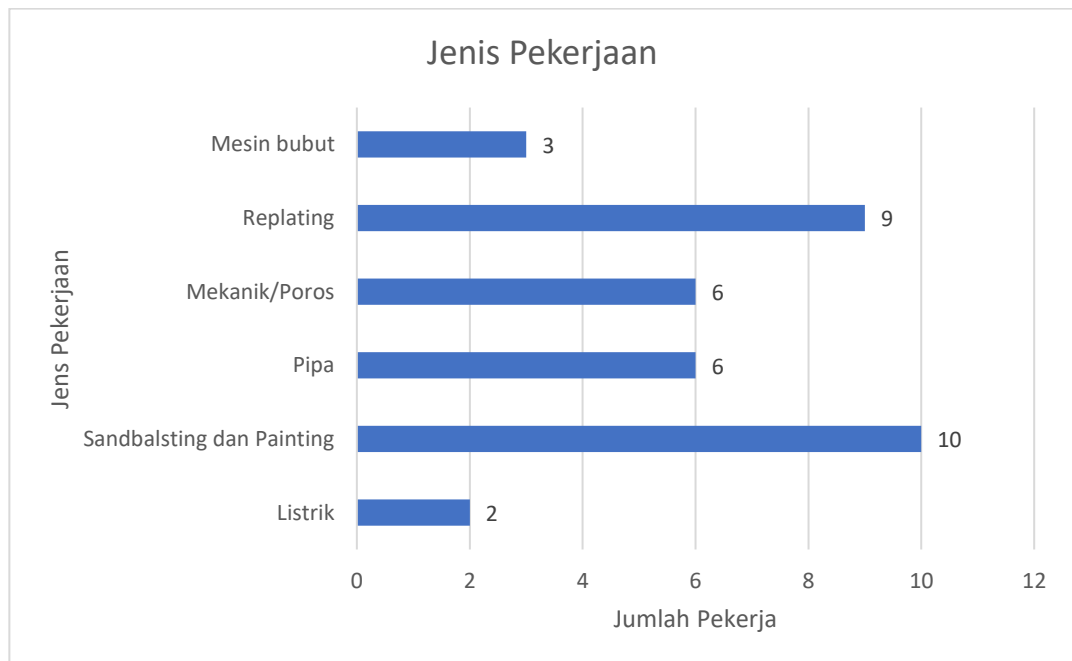 Jenis Pekerjaan
Jens Pekerjaan
Mesin bubut
3
Replating
9
Mekanik/Poros
6
Pipa
6
Sandbalsting dan Painting
10
Listrik
2
0 2 4 6 8 10 12
Jumlah Pekerja